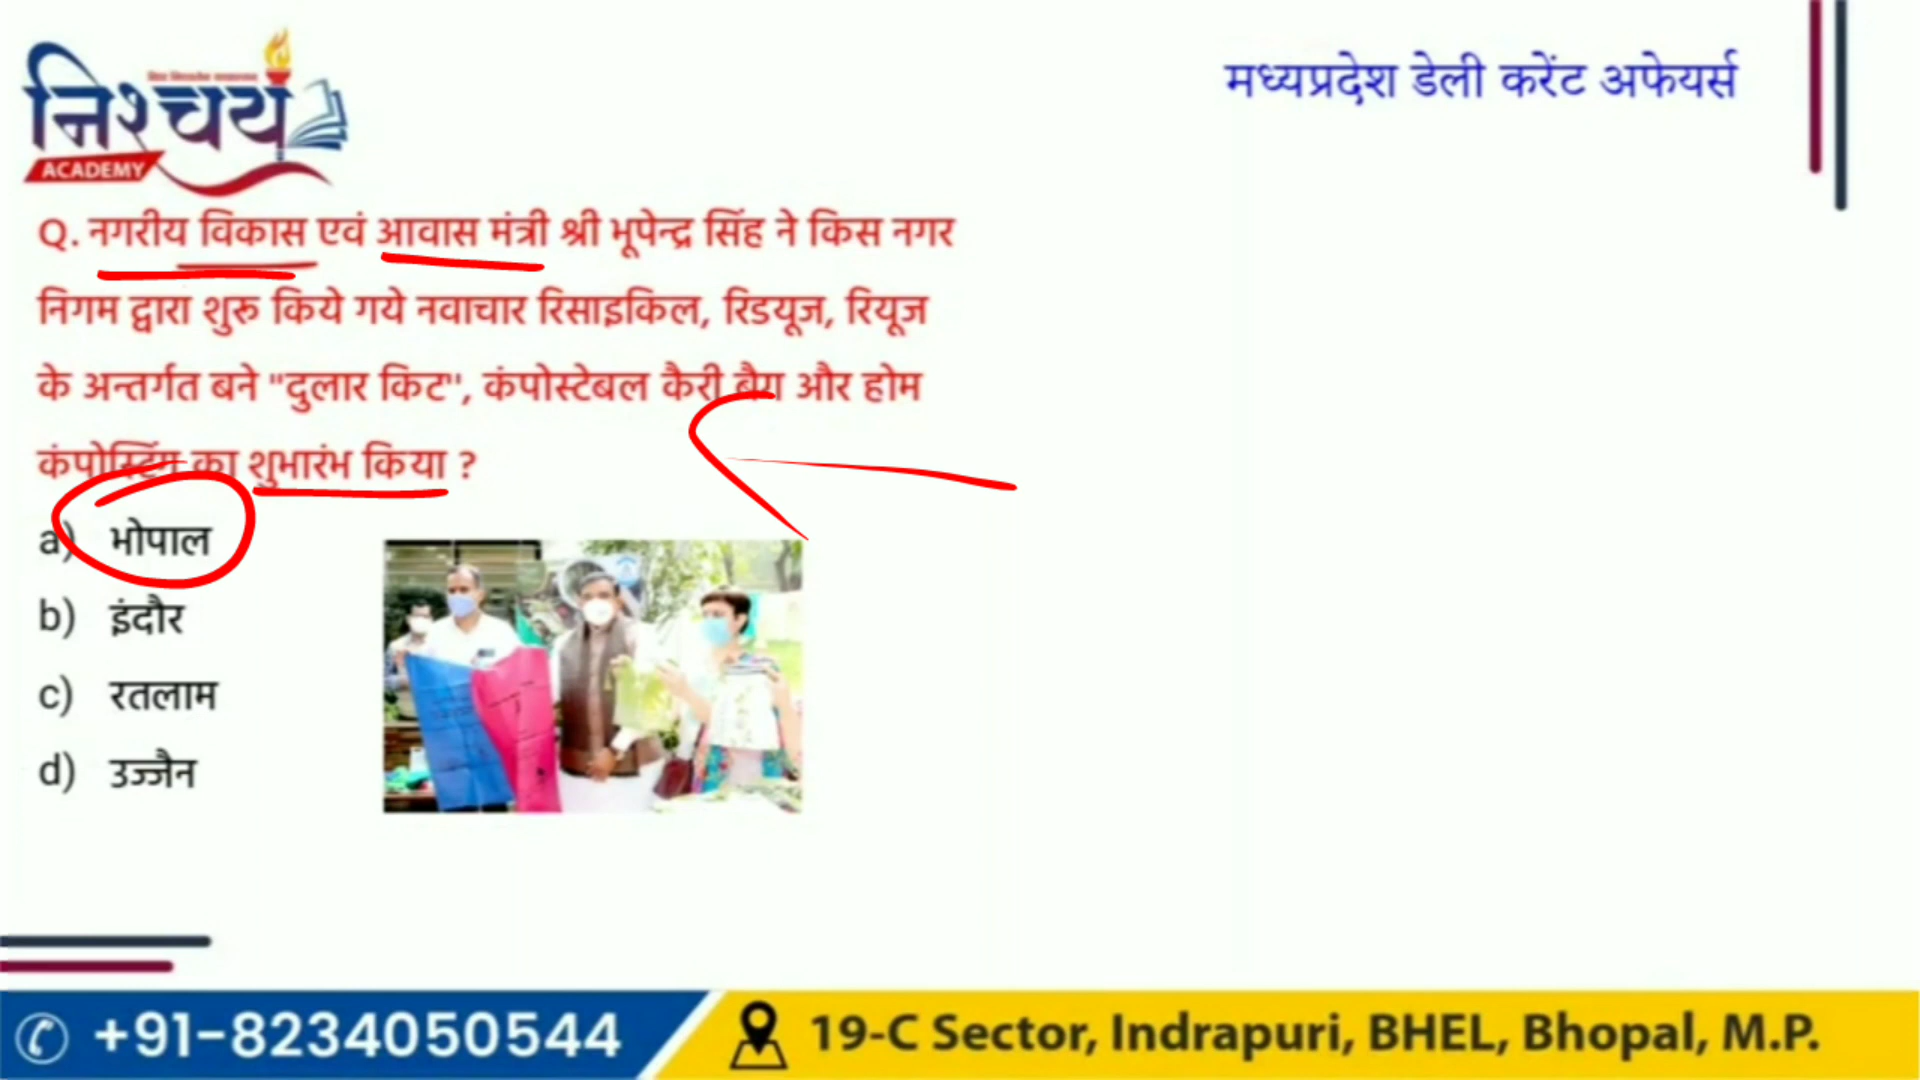 निश्चय
ACADEMY
मध्यप्रदेश डेली करेंट अफेयर्स
Q. नगरीय विकास एवं आवास मंत्री श्री भूपेन्द्र सिंह ने किस नगर
निगम द्वारा शुरु किये गये नवाचार रिसाइकिल, रिडयूज, रियूज
के अन्तर्गत बने "दुलार किट'', कंपोस्टेबल कैरी बैग और होम
कंपोस्टिंग का शुभारंभ किया ?
a) भोपाल
b) इंदौर
c) रतलाम
d) उज्जैन
+91-8234050544
19-C Sector, Indrapuri, BHEL, Bhopal, M.P.